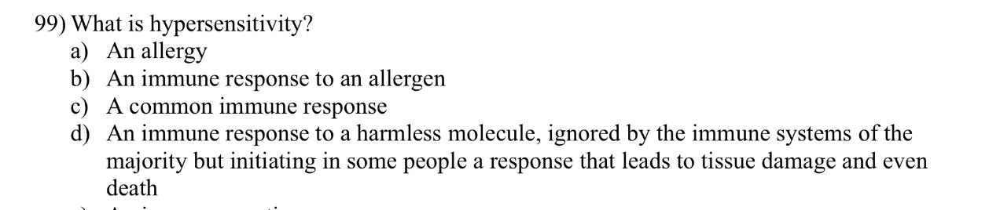 99) What is hypersensitivity?
a) An allergy
b) An immune response to an allergen
c) A common immune response
d) An immune response to a harmless molecule, ignored by the immune systems of the
majority but initiating in some people a response that leads to tissue damage and even
death